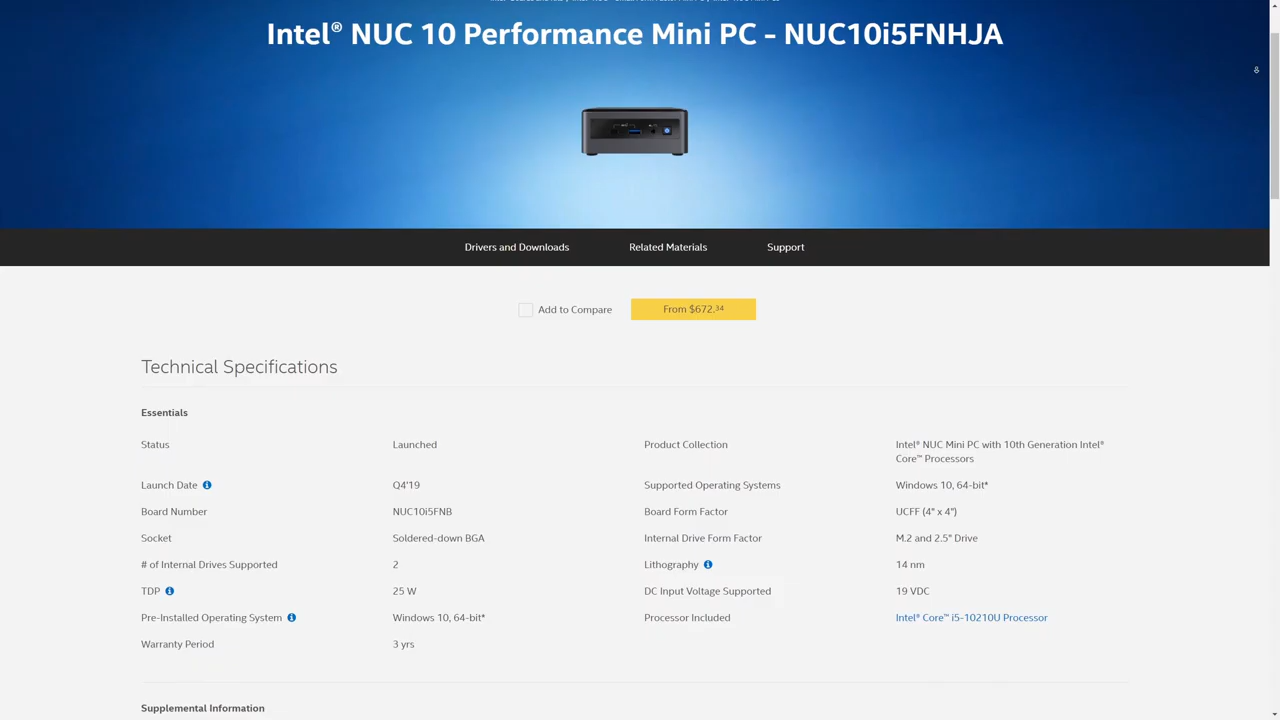 Intel® NUC 10 Performance Mini PC - NUC10i5FNHJA
Drivers and Downloads Related Materials Support
Add to Compare From $672.34
Technical Specifications
Essentials
Status Launched Product Collection Intel® NUC Mini PC with 10th Generation Intel®
Core™ Processors
Launch Date Q4'19 Supported Operating Systems Windows 10, 64-bit*
Board Number NUC10i5FNB Board Form Factor UCFF (4" x 4")
Socket Soldered-down BGA Internal Drive Form Factor M.2 and 2.5" Drive
# of Internal Drives Supported 2 Lithography 14 nm
TDP 25 W DC Input Voltage Supported 19 VDC
Pre-Installed Operating System Windows 10, 64-bit* Processor Included Intel® Core™ i5-10210U Processor
Warranty Period 3 yrs
Supplemental Information